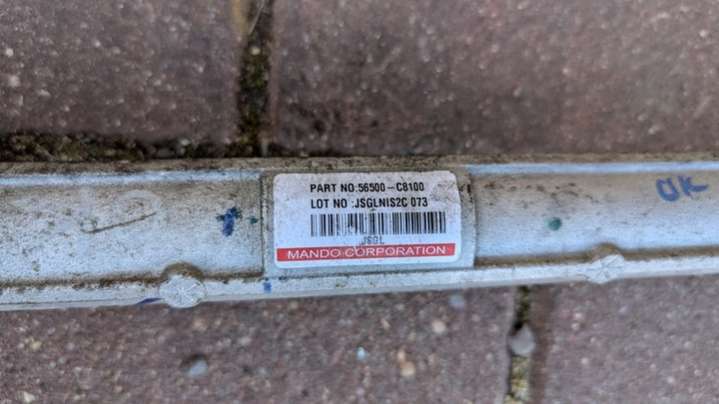 PART NO:56500-C8100
LOT NO :JSGLNIS2C 073
JSGL
MANDO CORPORATION
OK